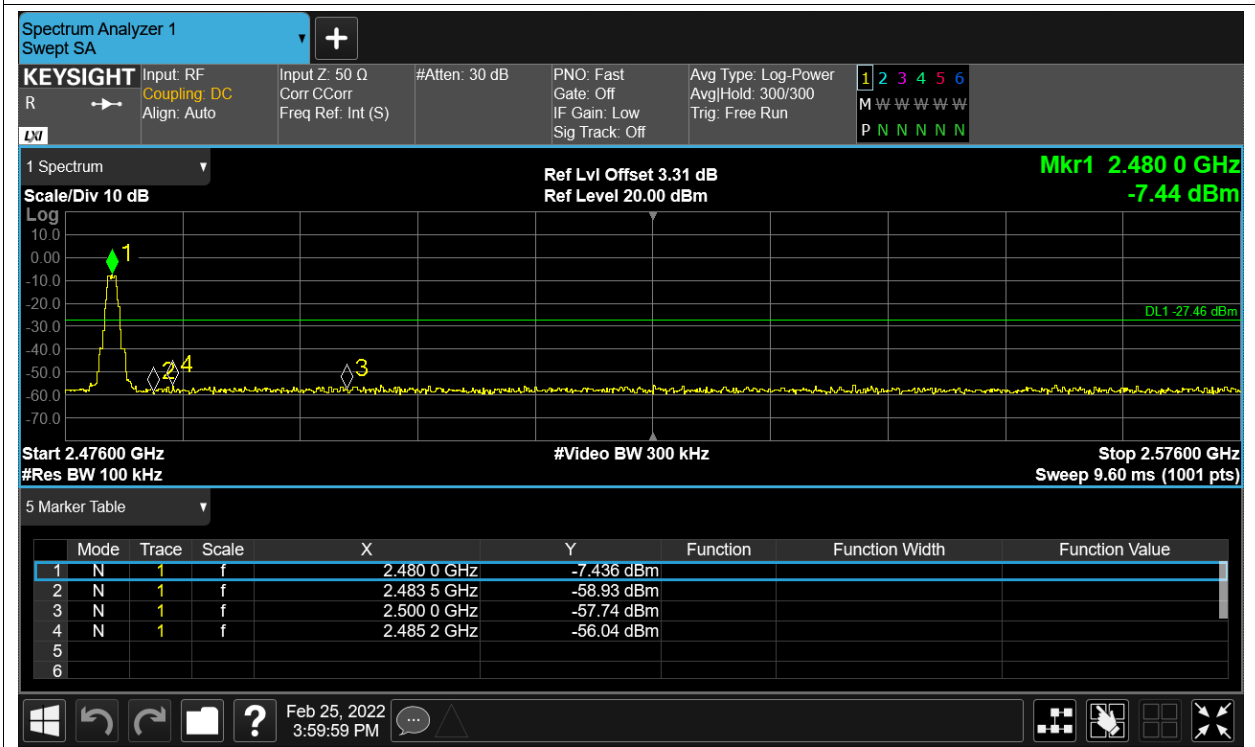 Spectrum Analyzer 1
Swept SA
KEYSIGHT Input: RF Input Z: 50 Ω #Atten: 30 dB PNO: Fast Avg Type: Log-Power 1 2 3 4 5 6
R Coupling: DC Corr CCorr Gate: Off Avg|Hold: 300/300 M W W W W W
Align: Auto Freq Ref: Int (S) IF Gain: Low Trig: Free Run
LXI Sig Track: Off P N N N N N
1 Spectrum Ref Lvl Offset 3.31 dB Mkr1 2.480 0 GHz
Scale/Div 10 dB Ref Level 20.00 dBm -7.44 dBm
Log
10.0
0.00 1
-10.0
-20.0
DL1 -27.46 dBm
-30.0
-40.0
-50.0 2 4 3
-60.0
-70.0
Start 2.47600 GHz #Video BW 300 kHz Stop 2.57600 GHz
#Res BW 100 kHz Sweep 9.60 ms (1001 pts)
5 Marker Table
Mode Trace Scale X Y Function Function Width Function Value
1 N 1 f 2.480 0 GHz -7.436 dBm
2 N 1 f 2.483 5 GHz -58.93 dBm
3 N 1 f 2.500 0 GHz -57.74 dBm
4 N 1 f 2.485 2 GHz -56.04 dBm
5
6
? Feb 25, 2022
3:59:59 PM